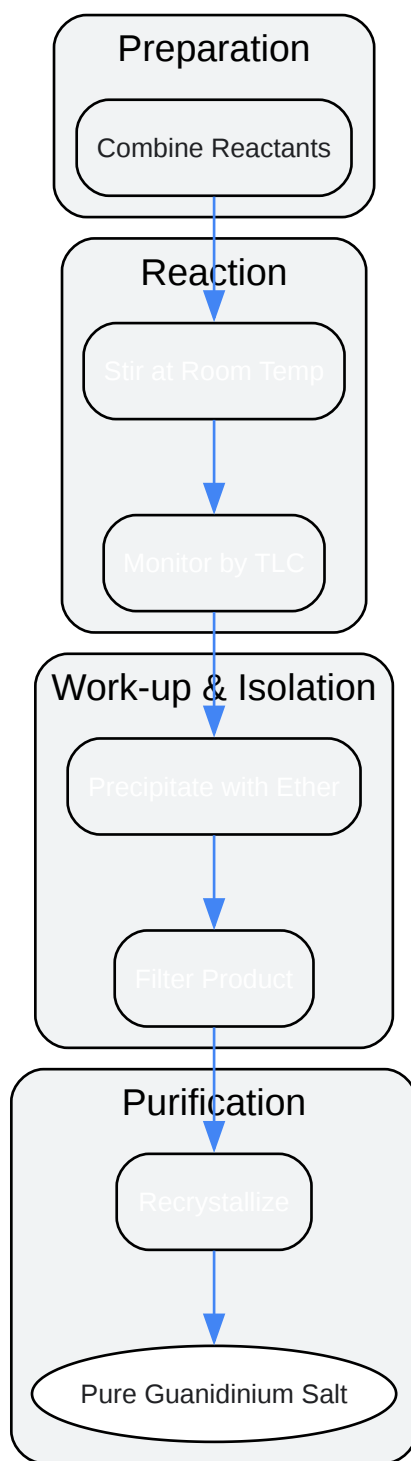 Preparation
Combine Reactants
Reaction
Stir at Room Temp
Monitor by TLC
Work-up & Isolation
Precipitate with Ether
Filter Product
Purification
Recrystallize
Pure Guanidinium Salt